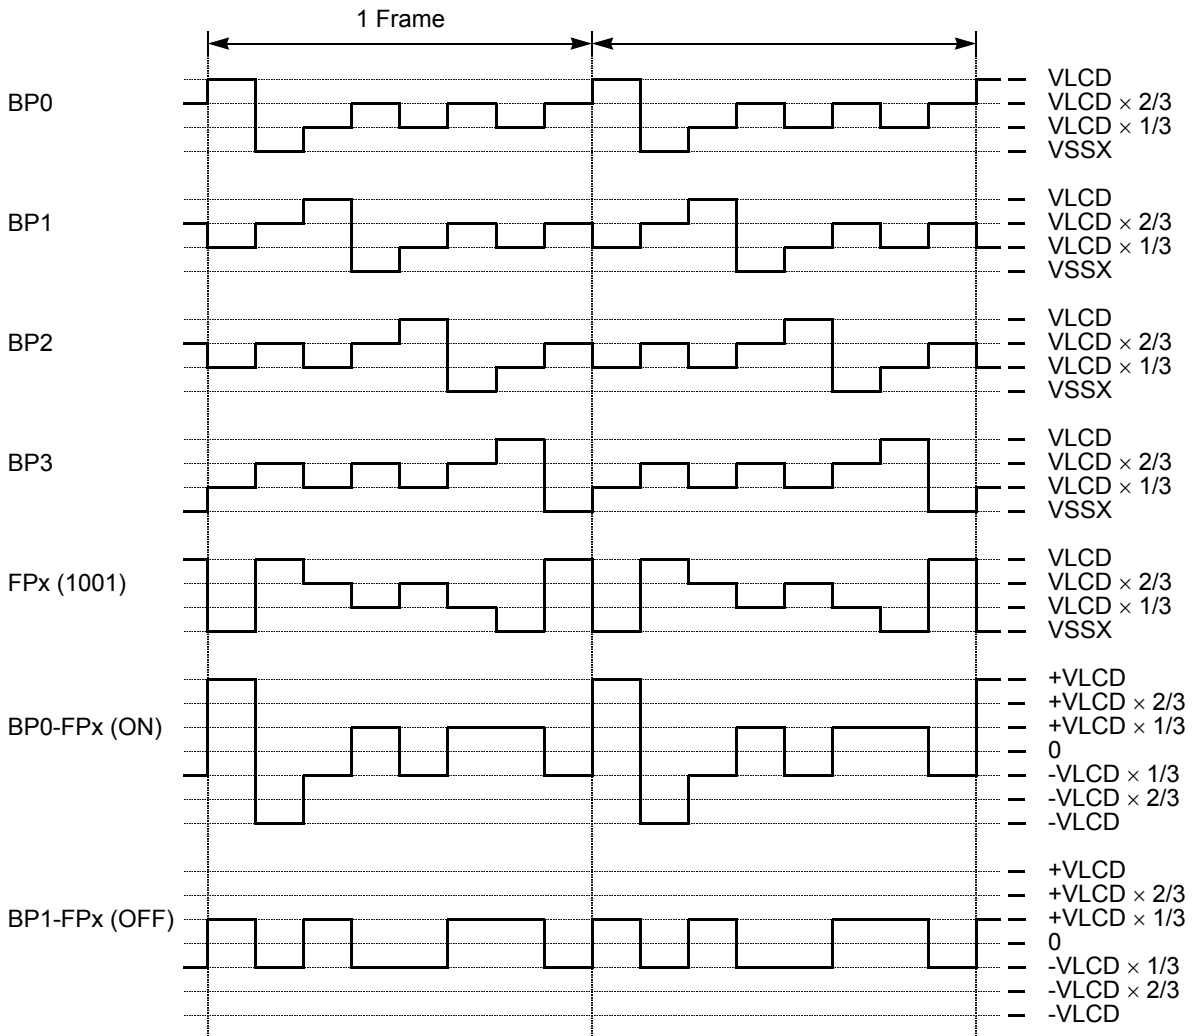 1 Frame
BP0
VLCD
VLCD × 2/3
VLCD × 1/3
VSSX
BP1
VLCD
VLCD × 2/3
VLCD × 1/3
VSSX
BP2
VLCD
VLCD × 2/3
VLCD × 1/3
VSSX
BP3
VLCD
VLCD × 2/3
VLCD × 1/3
VSSX
FPx (1001)
VLCD
VLCD × 2/3
VLCD × 1/3
VSSX
BP0-FPx (ON)
+VLCD
+VLCD × 2/3
+VLCD × 1/3
0
-VLCD × 1/3
-VLCD × 2/3
-VLCD
BP1-FPx (OFF)
+VLCD
+VLCD × 2/3
+VLCD × 1/3
0
-VLCD × 1/3
-VLCD × 2/3
-VLCD